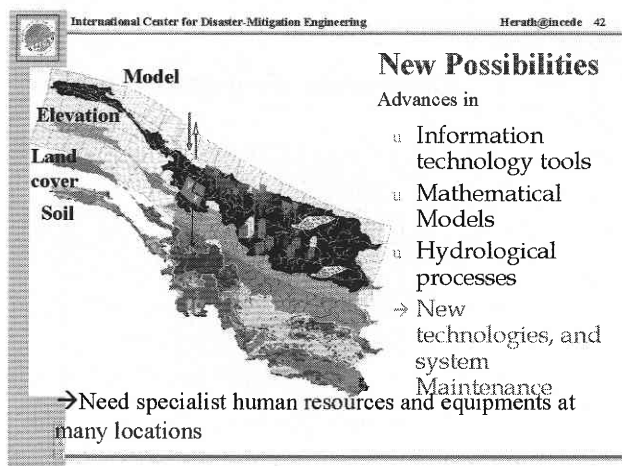 International Center for Disaster-Mitigation Engineering
Herath@incede 42
New Possibilities
Advances in
u Information
technology tools
u Mathematical
Models
u Hydrological
processes
→ New
technologies, and
system
Maintenance
Model
Elevation
Land
cover
Soil
→Need specialist human resources and equipments at
many locations